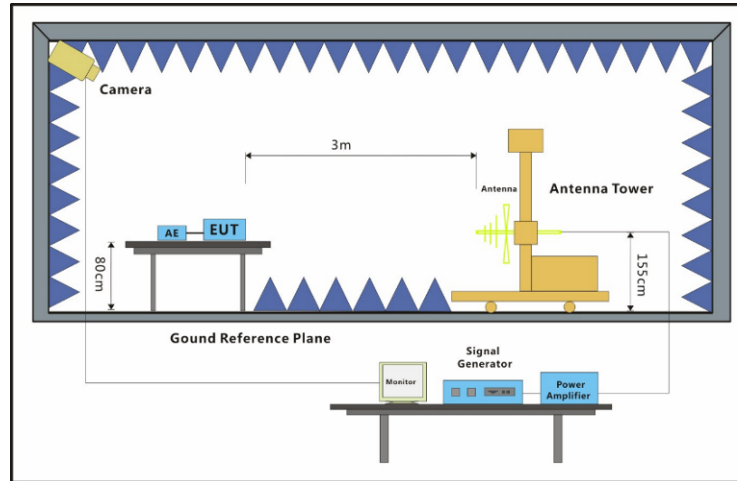 Camera
3m
Antenna
Antenna Tower
AE
EUT
80cm
155cm
Gound Reference Plane
Signal
Generator
Monitor
Power
Amplifier